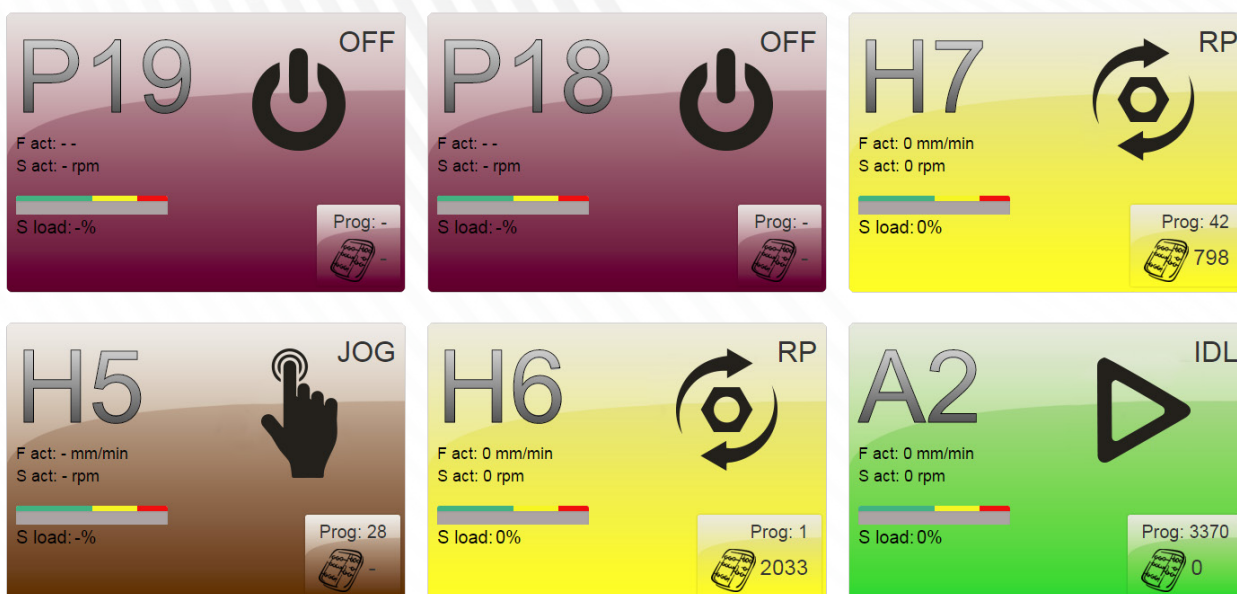 P19 OFF
F act: - -
S act: - rpm
S load: -%
Prog: -
-
P18 OFF
F act: - -
S act: - rpm
S load: -%
Prog: -
-
H7 RP
F act: 0 mm/min
S act: 0 rpm
S load: 0%
Prog: 42
798
H5 JOG
F act: - mm/min
S act: - rpm
S load: -%
Prog: 28
-
H6 RP
F act: 0 mm/min
S act: 0 rpm
S load: 0%
Prog: 1
2033
A2 IDL
F act: 0 mm/min
S act: 0 rpm
S load: 0%
Prog: 3370
0